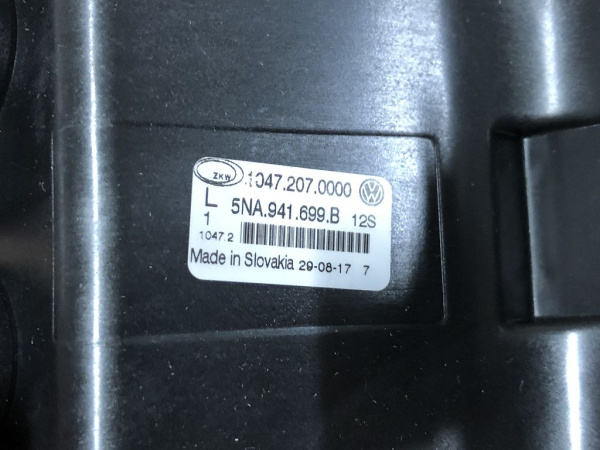 ZKW 1047.207.0000
L 5NA.941.699.B 12S
1
1047.2
Made in Slovakia 29-08-17 7